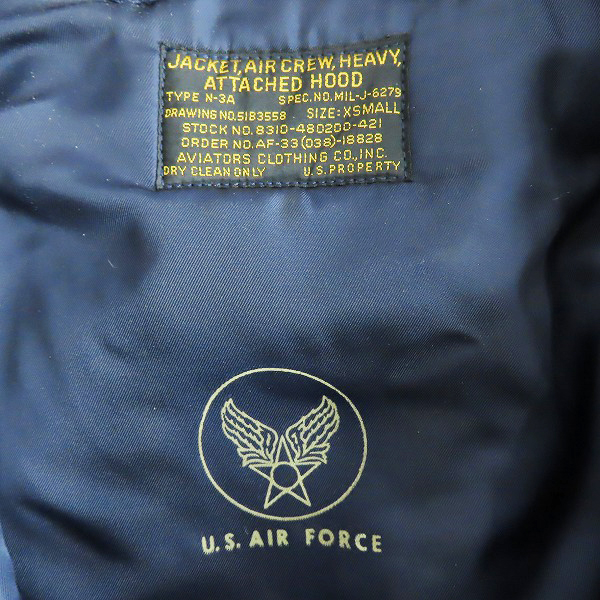 JACKET, AIR CREW, HEAVY,
ATTACHED HOOD
TYPE N-3A SPEC. NO. MIL-J-6279
DRAWING NO. 51B3558 SIZE: XSMALL
STOCK NO. 8310-480200-421
ORDER NO. AF-33(038)-18828
AVIATORS CLOTHING CO., INC.
DRY CLEAN ONLY U.S. PROPERTY
U.S. AIR FORCE